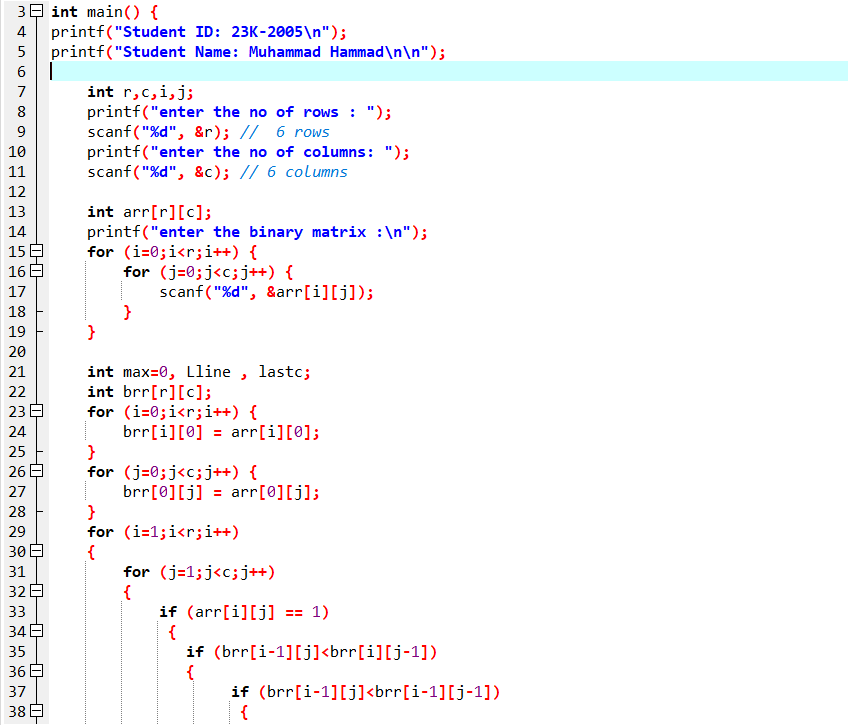 3 int main() {
4 printf("Student ID: 23K-2005\n");
5 printf("Student Name: Muhammad Hammad\n\n");
6
7 int r,c,i,j;
8 printf("enter the no of rows : ");
9 scanf("%d", &r); //  6 rows
10 printf("enter the no of columns: ");
11 scanf("%d", &c); // 6 columns
12
13 int arr[r][c];
14 printf("enter the binary matrix :\n");
15 for (i=0;i<r;i++) {
16 for (j=0;j<c;j++) {
17 scanf("%d", &arr[i][j]);
18 }
19 }
20
21 int max=0, Lline , lastc;
22 int brr[r][c];
23 for (i=0;i<r;i++) {
24 brr[i][0] = arr[i][0];
25 }
26 for (j=0;j<c;j++) {
27 brr[0][j] = arr[0][j];
28 }
29 for (i=1;i<r;i++)
30 {
31 for (j=1;j<c;j++)
32 {
33 if (arr[i][j] == 1)
34 {
35 if (brr[i-1][j]<brr[i][j-1])
36 {
37 if (brr[i-1][j]<brr[i-1][j-1])
38 {